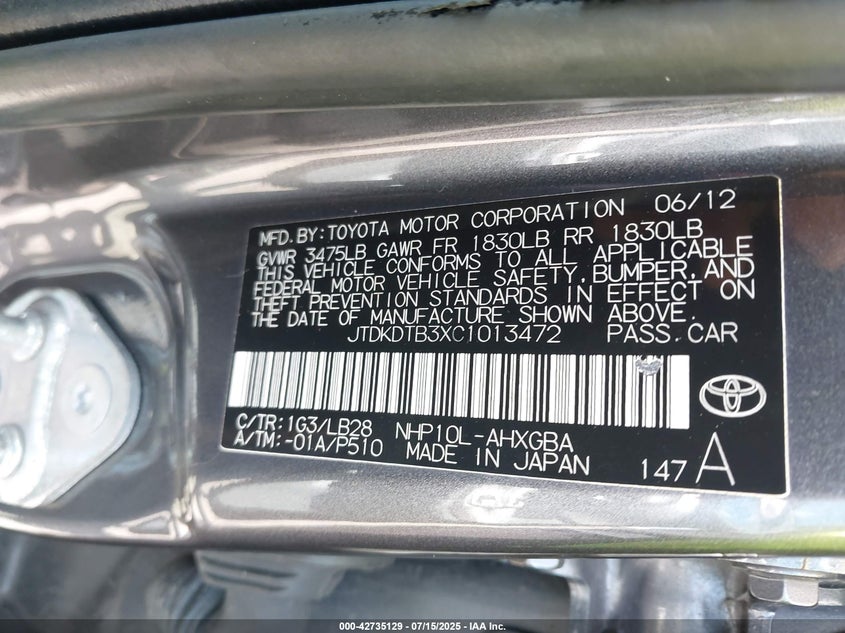 MFD.BY:TOYOTA MOTOR CORPORATION 06/12
GVWR 3475LB GAWR FR 1830LB RR 1830LB
THIS VEHICLE CONFORMS TO ALL APPLICABLE
FEDERAL MOTOR VEHICLE SAFETY, BUMPER, AND
THEFT PREVENTION STANDARDS IN EFFECT ON
THE DATE OF MANUFACTURE SHOWN ABOVE.
JTDKDTB3XC1013472 PASS.CAR
C/TR:1G3/LB28 NHP10L-AHXGBA
A/TM:-01A/P510 MADE IN JAPAN 147 A
000-42735129 - 07/15/2025 - IAA Inc.